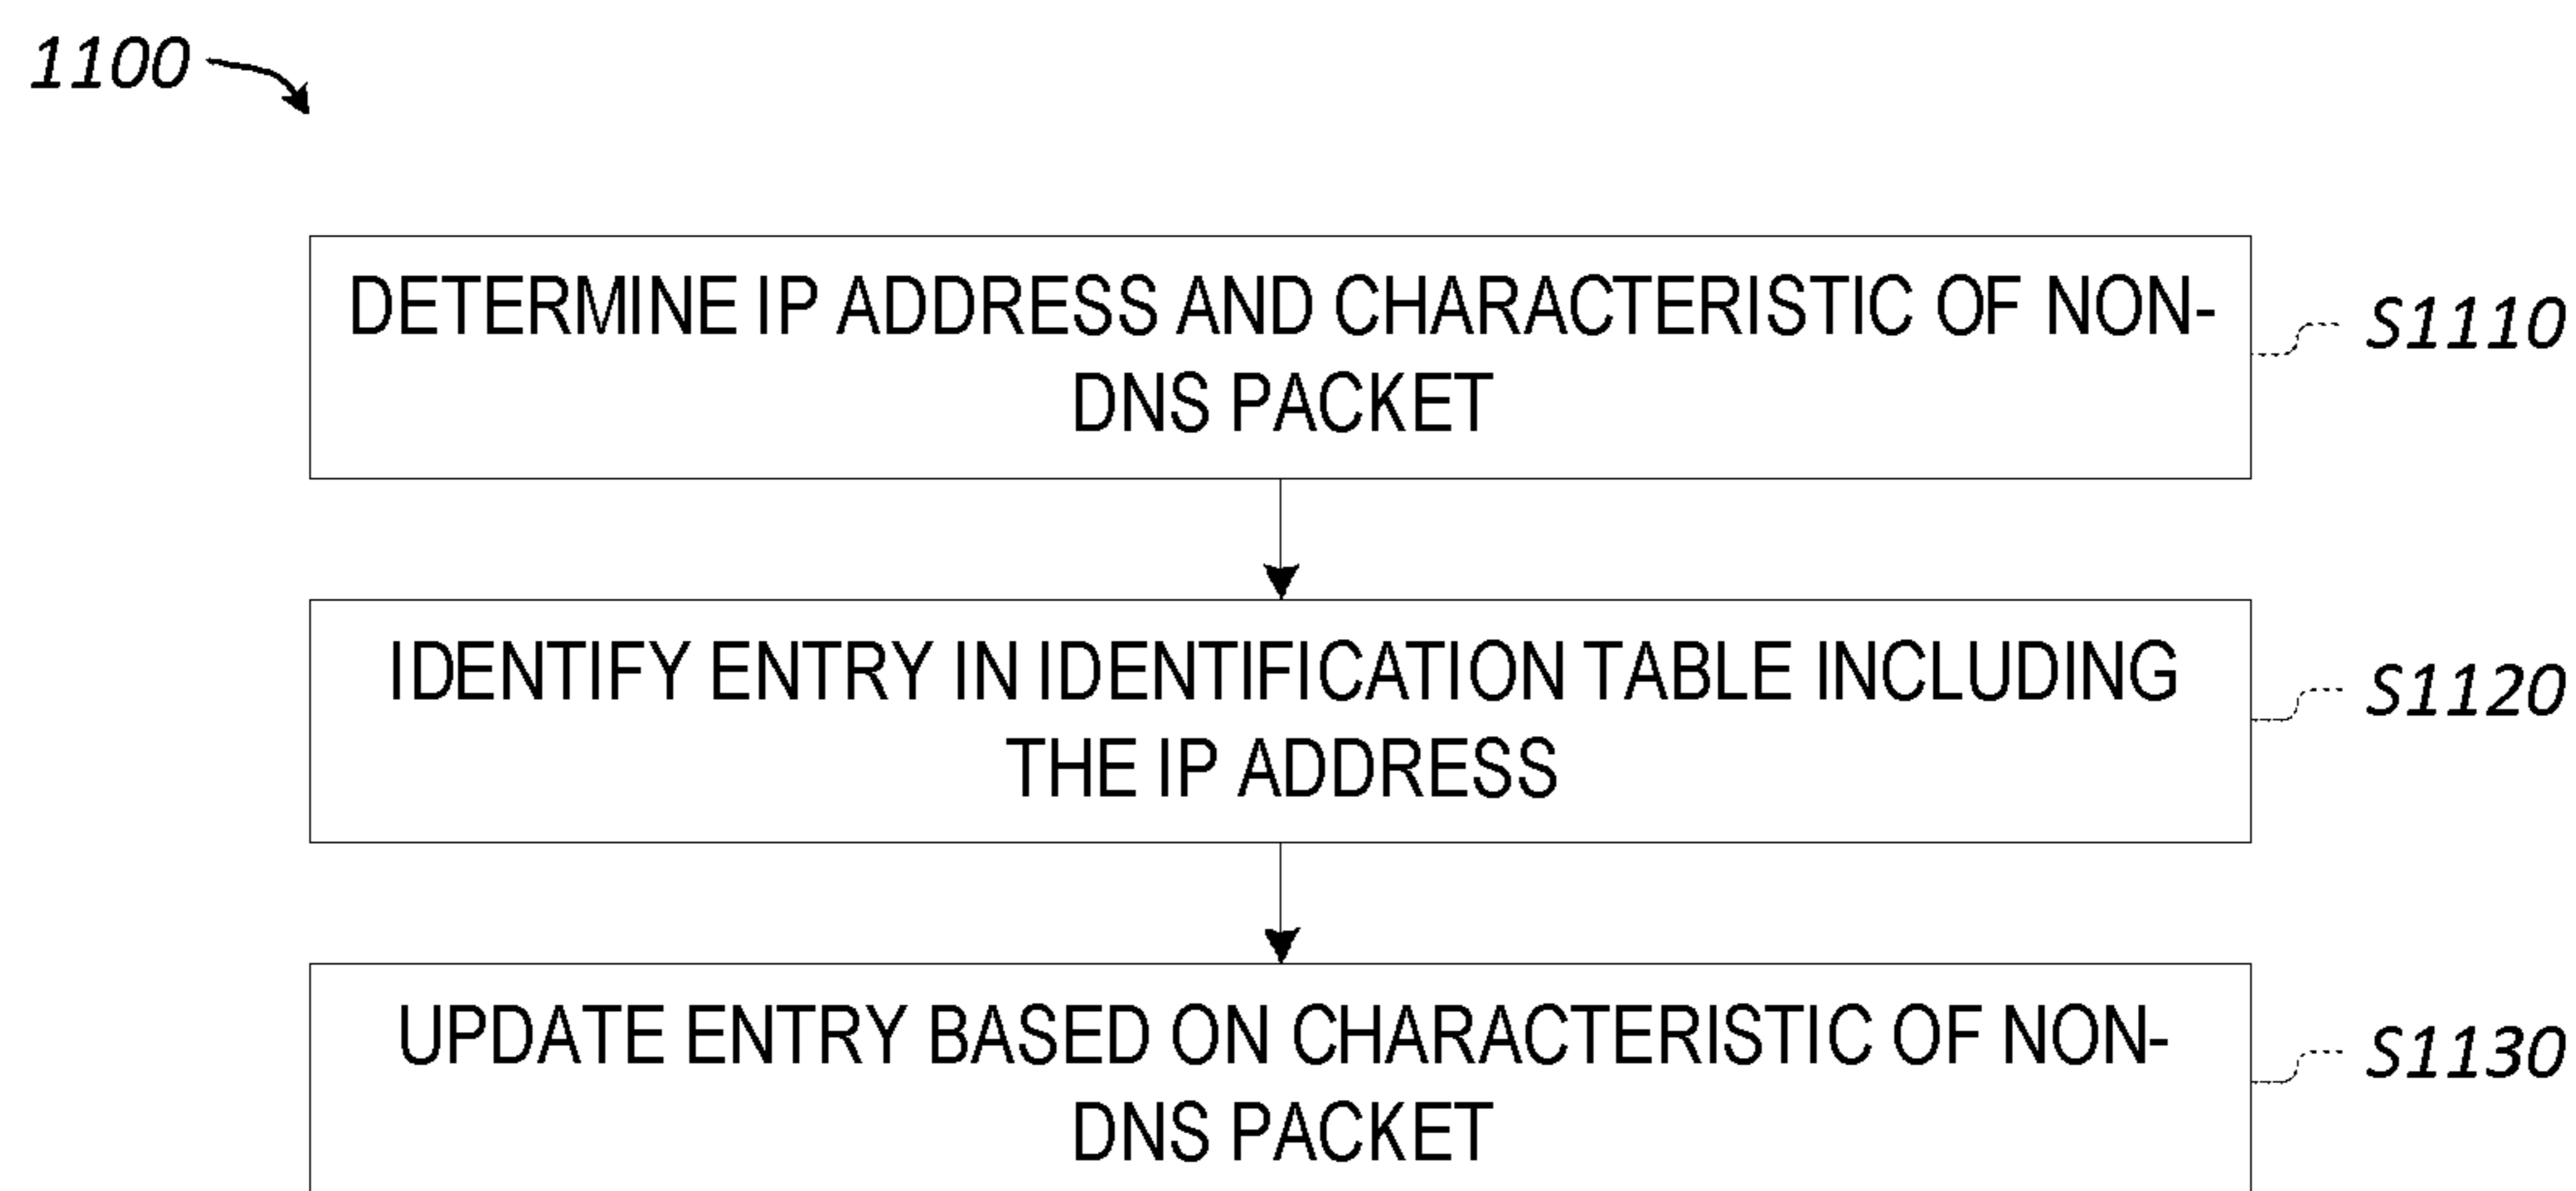 1100
DETERMINE IP ADDRESS AND CHARACTERISTIC OF NON-
DNS PACKET
S1110
IDENTIFY ENTRY IN IDENTIFICATION TABLE INCLUDING
THE IP ADDRESS
S1120
UPDATE ENTRY BASED ON CHARACTERISTIC OF NON-
DNS PACKET
S1130